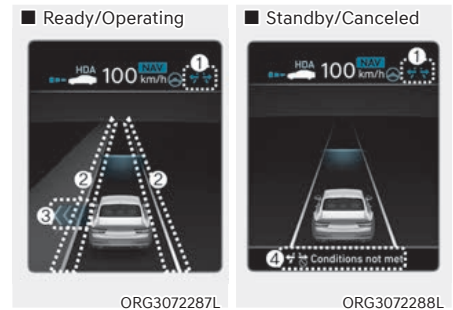 ■ Ready/Operating
HDA 100 km/h NAV
1
2 2
3
ORG3072287L
■ Standby/Canceled
HDA 100 km/h NAV
1
4 Conditions not met
ORG3072288L